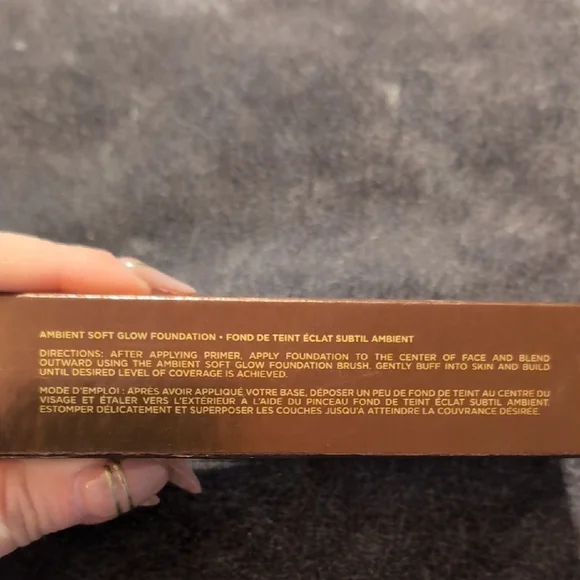 AMBIENT SOFT GLOW FOUNDATION • FOND DE TEINT ÉCLAT SUBTIL AMBIENT
DIRECTIONS: AFTER APPLYING PRIMER, APPLY FOUNDATION TO THE CENTER OF FACE AND BLEND
OUTWARD USING THE AMBIENT SOFT GLOW FOUNDATION BRUSH. GENTLY BUFF INTO SKIN AND BUILD
UNTIL DESIRED LEVEL OF COVERAGE IS ACHIEVED.
MODE D'EMPLOI : APRÈS AVOIR APPLIQUÉ VOTRE BASE, DÉPOSER UN PEU DE FOND DE TEINT AU CENTRE DU
VISAGE ET ÉTALER VERS L'EXTÉRIEUR À L'AIDE DU PINCEAU FOND DE TEINT ÉCLAT SUBTIL AMBIENT.
ESTOMPER DÉLICATEMENT ET SUPERPOSER LES COUCHES JUSQU'À ATTEINDRE LA COUVRANCE DÉSIRÉE.